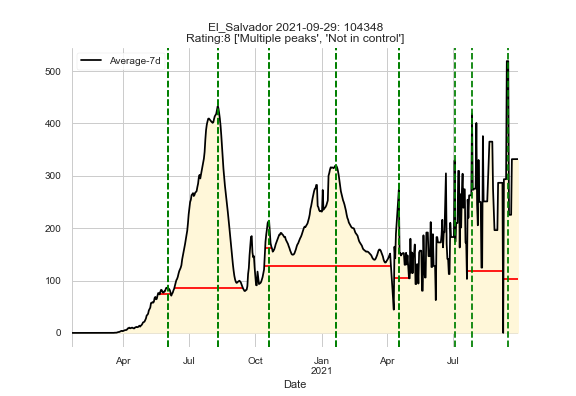 El_Salvador 2021-09-29: 104348
Rating:8 ['Multiple peaks', 'Not in control']
Average-7d
500
400
300
200
100
0
Apr Jul Oct Jan Apr Jul
2021
Date